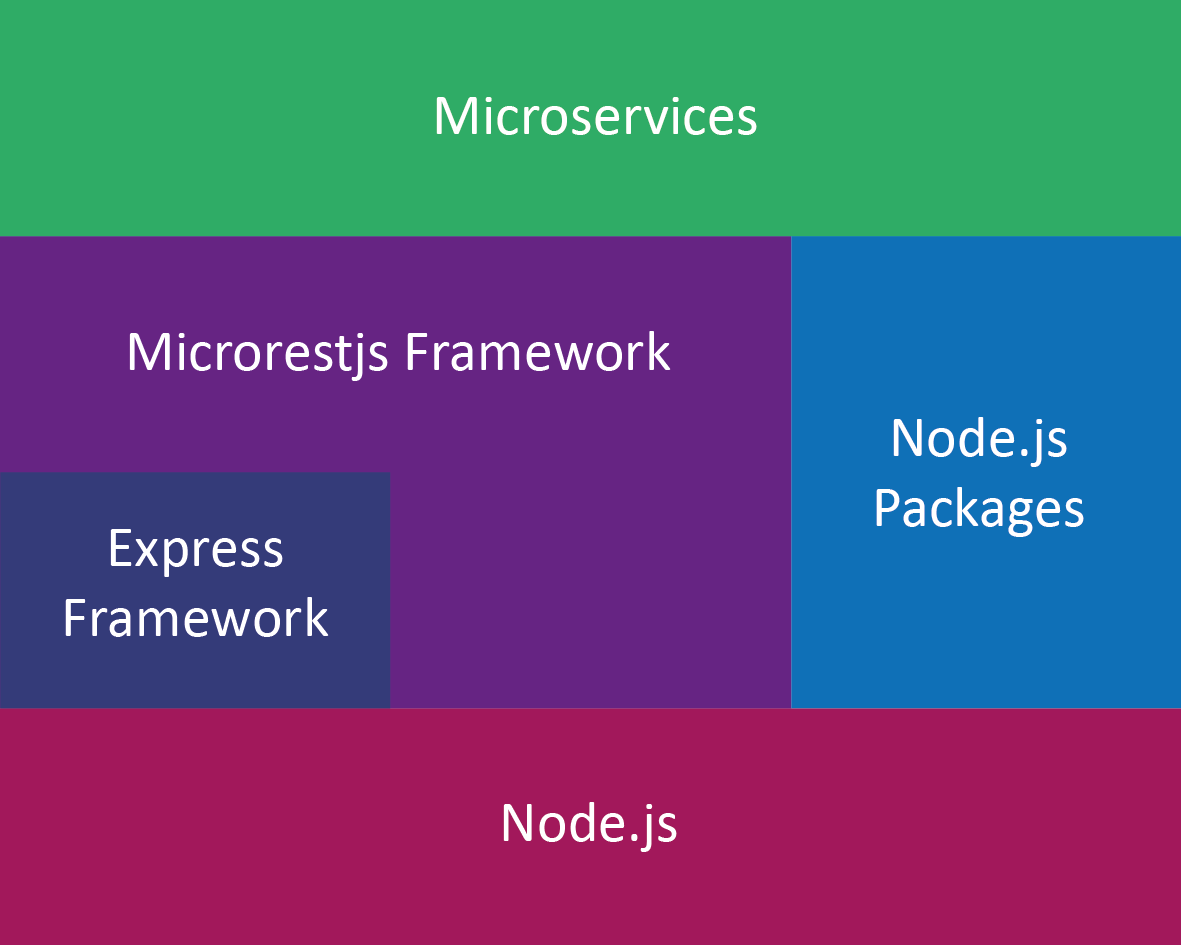 Microservices
Microrestjs Framework
Node.js
Packages
Express
Framework
Node.js